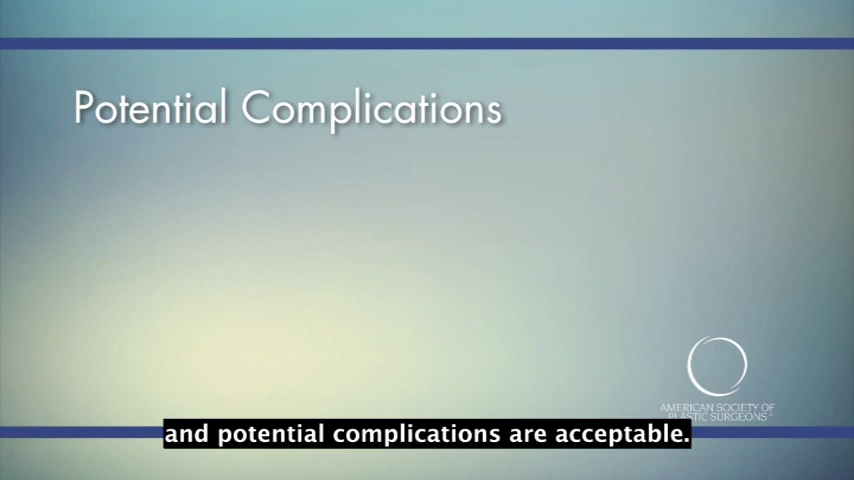 Potential Complications
AMERICAN SOCIETY OF
PLASTIC SURGEONS
and potential complications are acceptable.